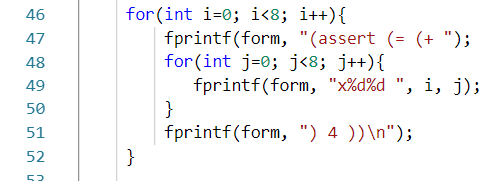 46 for(int i=0; i<8; i++){
47 fprintf(form, "(assert (= (+ ");
48 for(int j=0; j<8; j++){
49 fprintf(form, "x%d%d ", i, j);
50 }
51 fprintf(form, ") 4 ))\n");
52 }
53